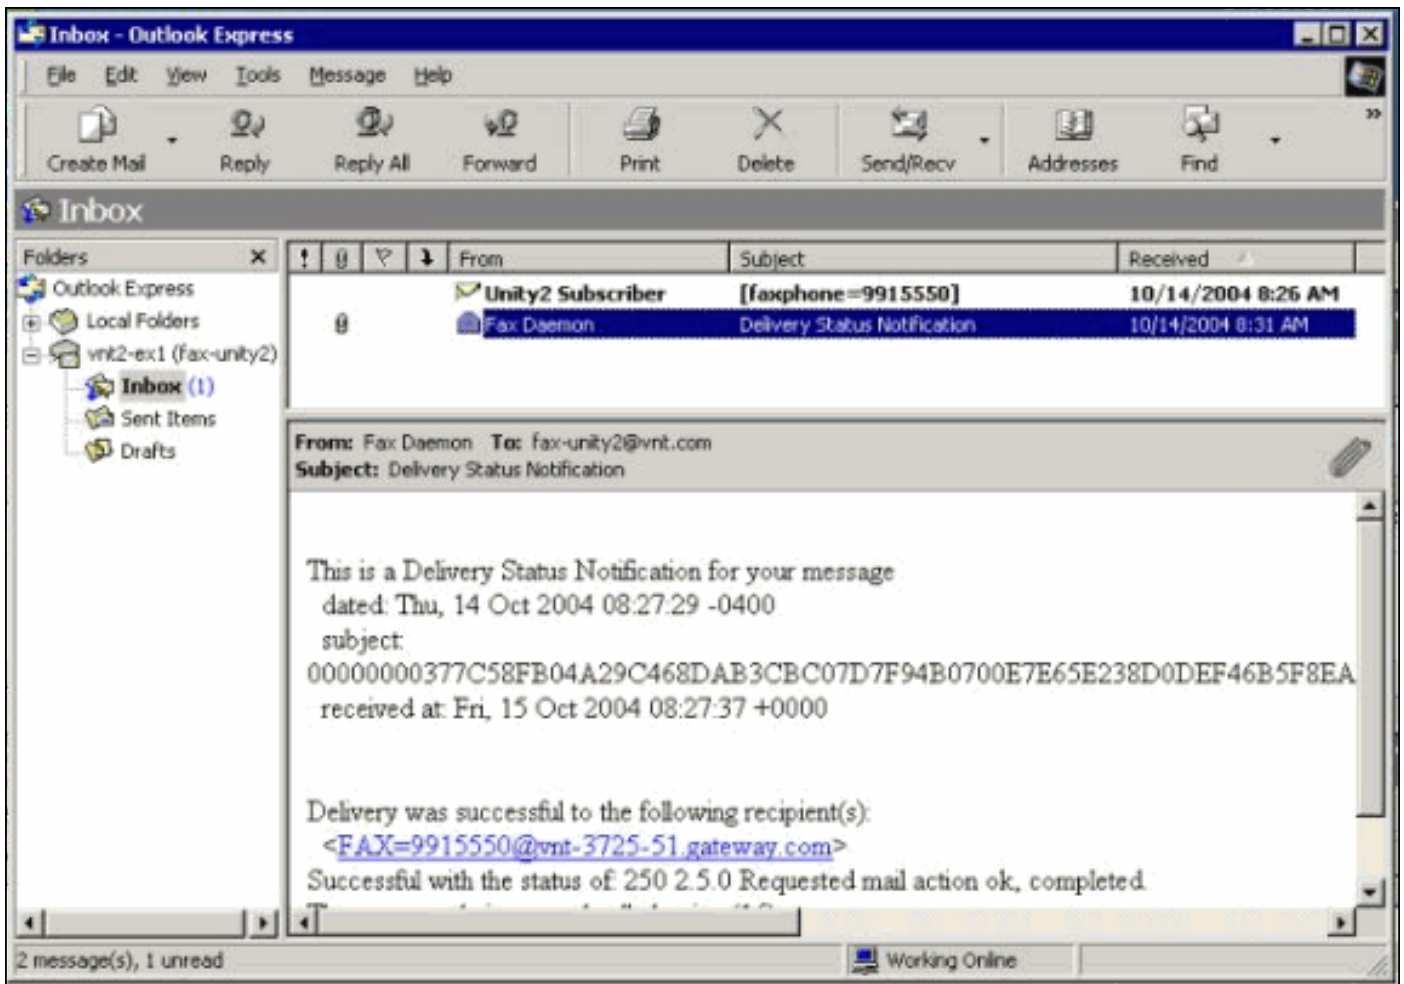 Inbox - Outlook Express
File Edit View Tools Message Help
Create Mail Reply Reply All Forward Print Delete Send/Recv Addresses Find »
Inbox
Folders
Outlook Express
Local Folders
vnt2-ex1 (fax-unity2)
Inbox (1)
Sent Items
Drafts
! From Subject Received
Unity2 Subscriber [faxphone=9915550] 10/14/2004 8:26 AM
Fax Daemon Delivery Status Notification 10/14/2004 8:31 AM
From: Fax Daemon To: fax-unity2@vnt.com
Subject: Delivery Status Notification
This is a Delivery Status Notification for your message
dated: Thu, 14 Oct 2004 08:27:29 -0400
subject:
00000000377C58FB04A29C468DAB3CBC07D7F94B0700E7E65E238D0DEF46B5F8EA
received at: Fri, 15 Oct 2004 08:27:37 +0000
Delivery was successful to the following recipient(s):
<FAX=9915550@vnt-3725-51.gateway.com>
Successful with the status of: 250 2.5.0 Requested mail action ok, completed.
2 message(s), 1 unread
Working Online